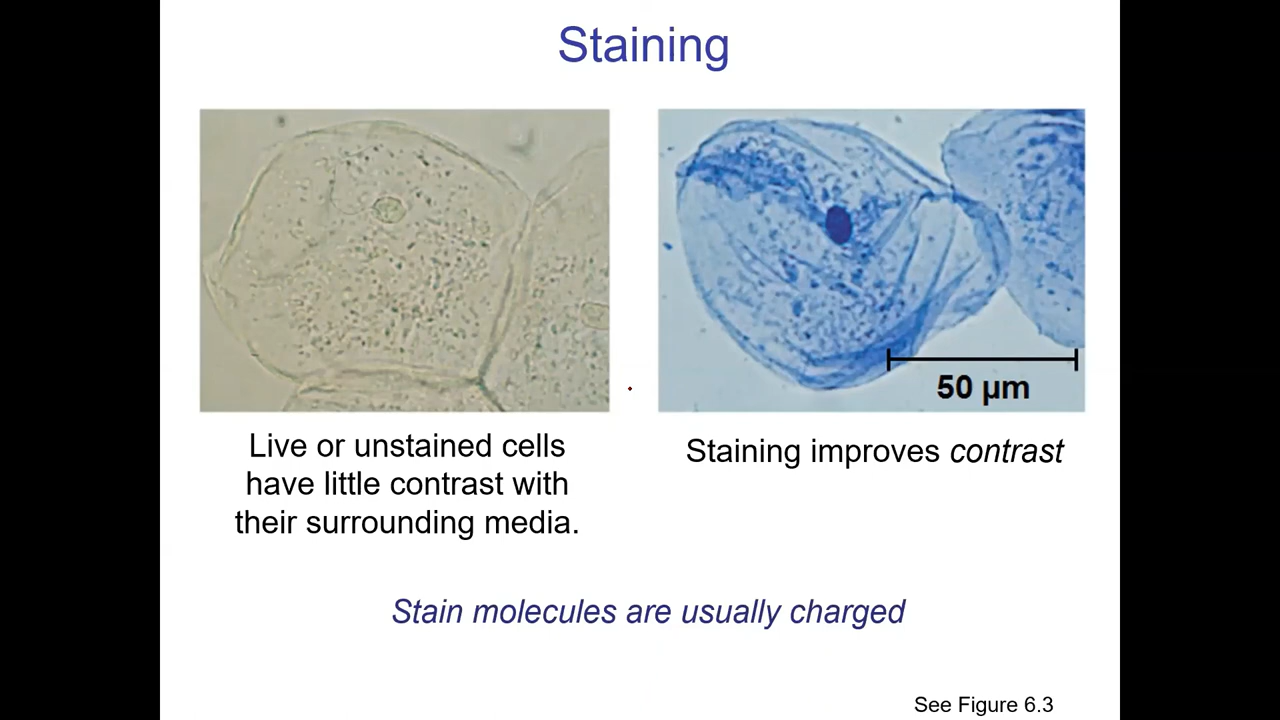 Staining
50 µm
Live or unstained cells
have little contrast with
their surrounding media.
Staining improves contrast
Stain molecules are usually charged
See Figure 6.3